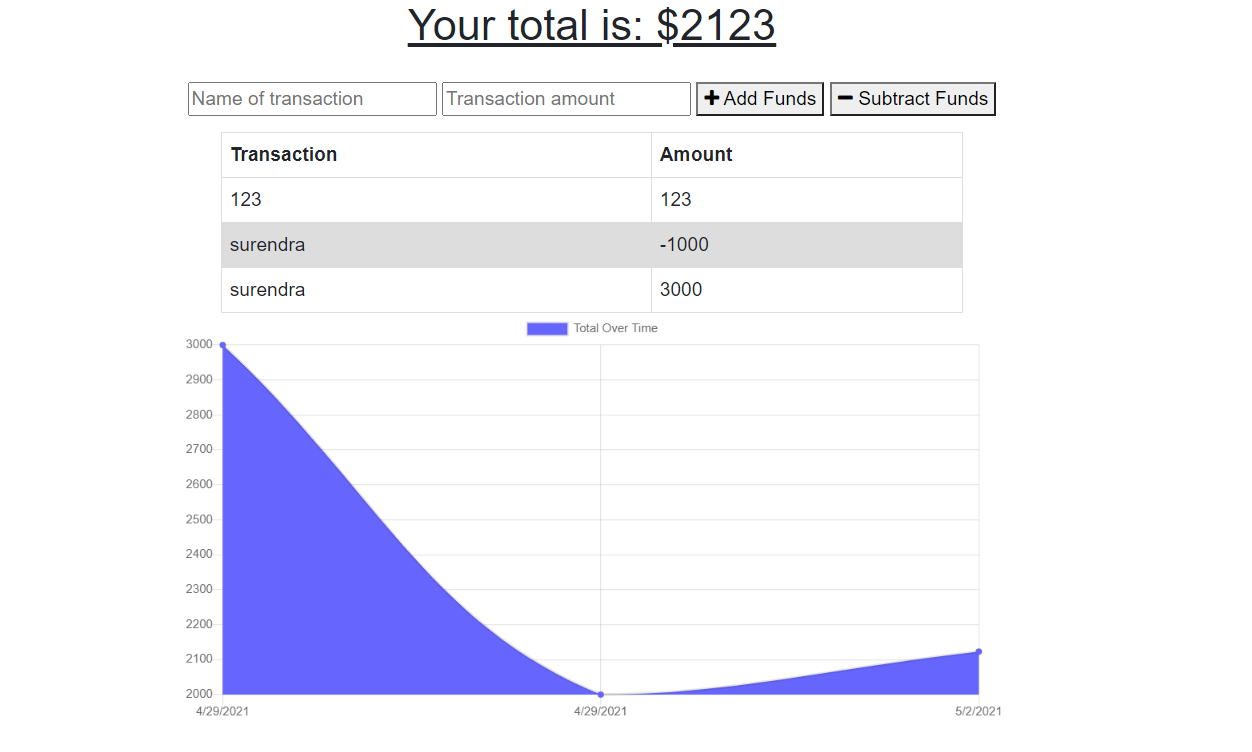 Your total is: $2123
Name of transaction Transaction amount + Add Funds − Subtract Funds
Transaction Amount
123 123
surendra -1000
surendra 3000
Total Over Time
3000
2900
2800
2700
2600
2500
2400
2300
2200
2100
2000
4/29/2021 4/29/2021 5/2/2021